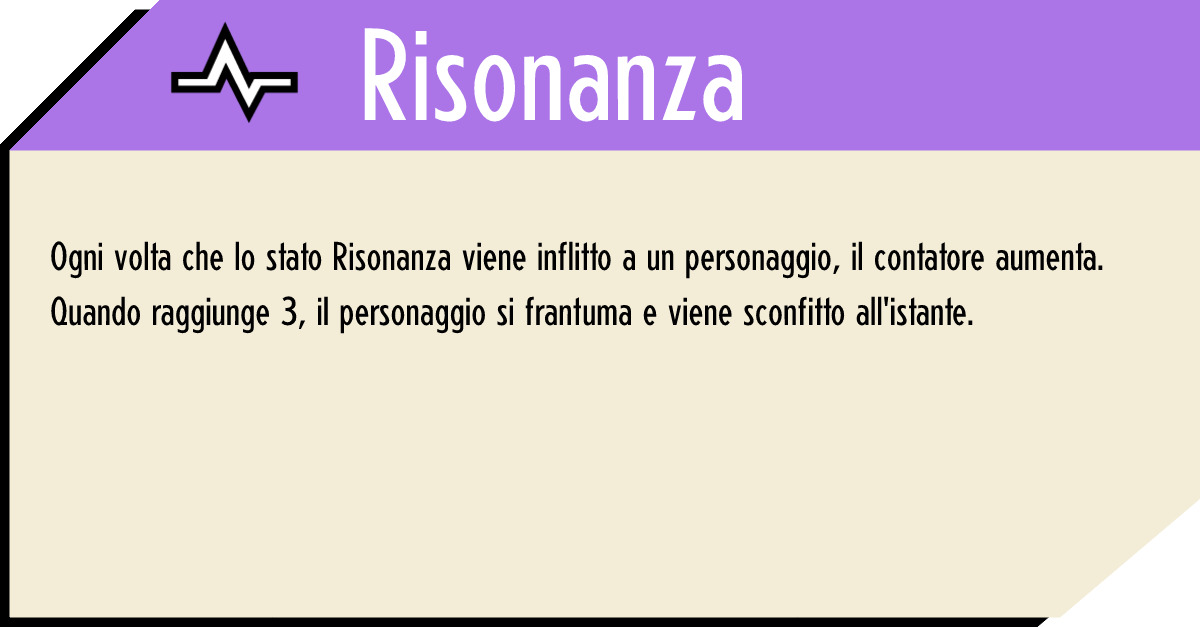 Risonanza
Ogni volta che lo stato Risonanza viene inflitto a un personaggio, il contatore aumenta.
Quando raggiunge 3, il personaggio si frantuma e viene sconfitto all'istante.